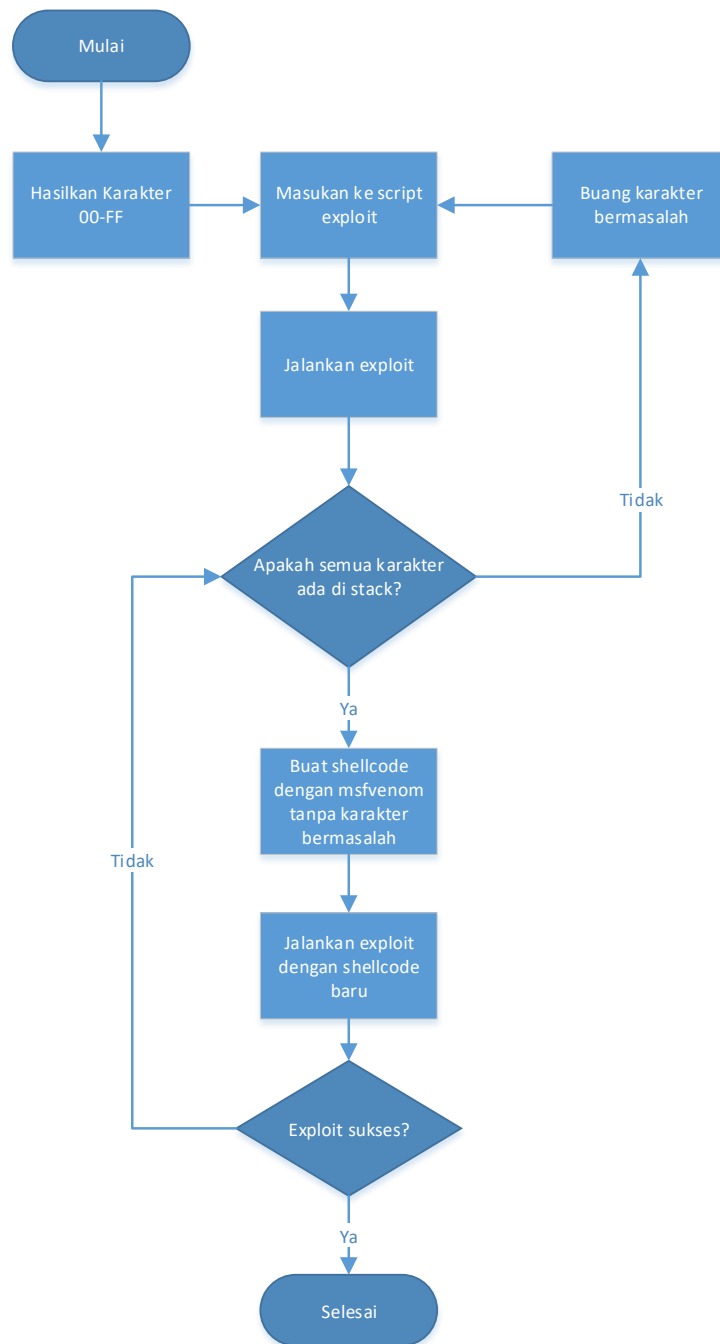 Mulai
Hasilkan Karakter
00-FF
Masukan ke script
exploit
Buang karakter
bermasalah
Jalankan exploit
Tidak
Apakah semua karakter
ada di stack?
Ya
Buat shellcode
dengan msfvenom
tanpa karakter
bermasalah
Tidak
Jalankan exploit
dengan shellcode
baru
Exploit sukses?
Ya
Selesai